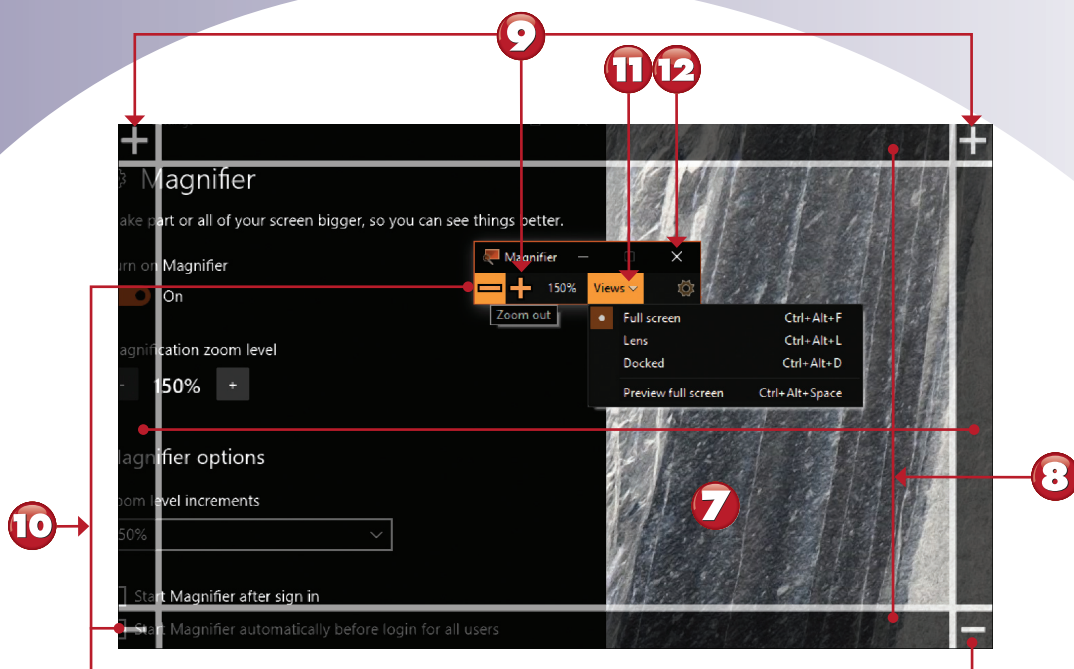 9
11 12
+ +
Magnifier
ake part or all of your screen bigger, so you can see things better.
Magnifier
urn on Magnifier
On
150% Views
Zoom out
Full screen Ctrl+Alt+F
Lens Ctrl+Alt+L
Docked Ctrl+Alt+D
Preview full screen Ctrl+Alt+Space
agnification zoom level
- 150% +
agnifier options
8
7
oom level increments
10
50%
Start Magnifier after sign in
Start Magnifier automatically before login for all users